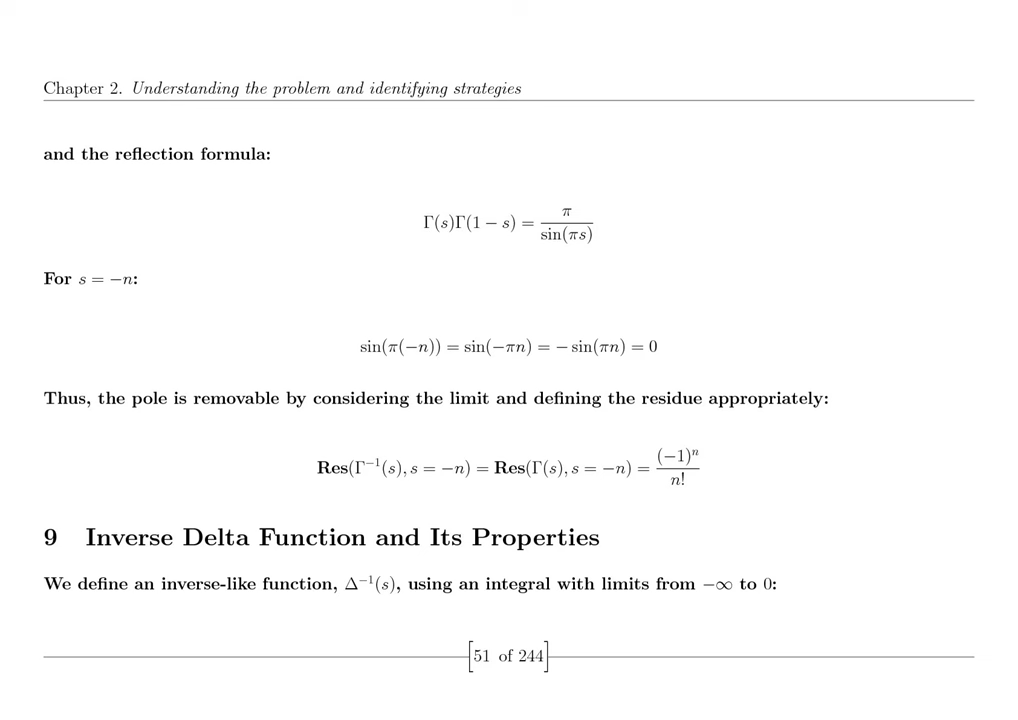 Chapter 2. Understanding the problem and identifying strategies
and the reflection formula:
Γ(s)Γ(1 − s) = π / sin(πs)
For s = −n:
sin(π(−n)) = sin(−πn) = − sin(πn) = 0
Thus, the pole is removable by considering the limit and defining the residue appropriately:
Res(Γ⁻¹(s), s = −n) = Res(Γ(s), s = −n) = (−1)ⁿ / n!
9 Inverse Delta Function and Its Properties
We define an inverse-like function, Δ⁻¹(s), using an integral with limits from −∞ to 0:
[51 of 244]